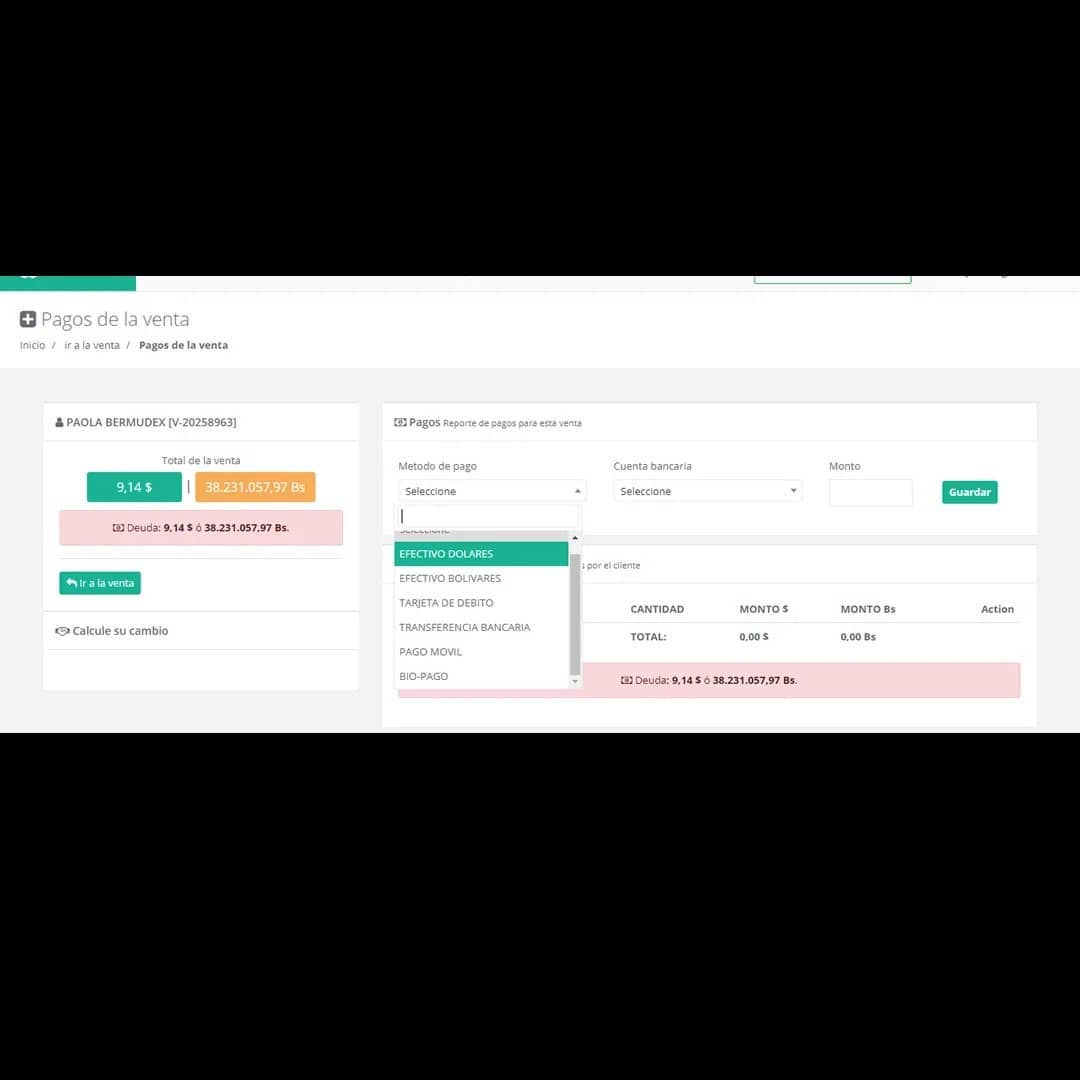 Pagos de la venta
Inicio / ir a la venta / Pagos de la venta
PAOLA BERMUDEX [V-20258963]
Total de la venta
9,14 $ | 38.231.057,97 Bs
Deuda: 9,14 $ ó 38.231.057,97 Bs.
Ir a la venta
Calcule su cambio
Pagos Reporte de pagos para esta venta
Metodo de pago Cuenta bancaria Monto
Seleccione Seleccione Guardar
Seleccione
EFECTIVO DOLARES
EFECTIVO BOLIVARES
TARJETA DE DEBITO
TRANSFERENCIA BANCARIA
PAGO MOVIL
BIO-PAGO
por el cliente
CANTIDAD MONTO $ MONTO Bs Action
TOTAL: 0,00 $ 0,00 Bs
Deuda: 9,14 $ ó 38.231.057,97 Bs.